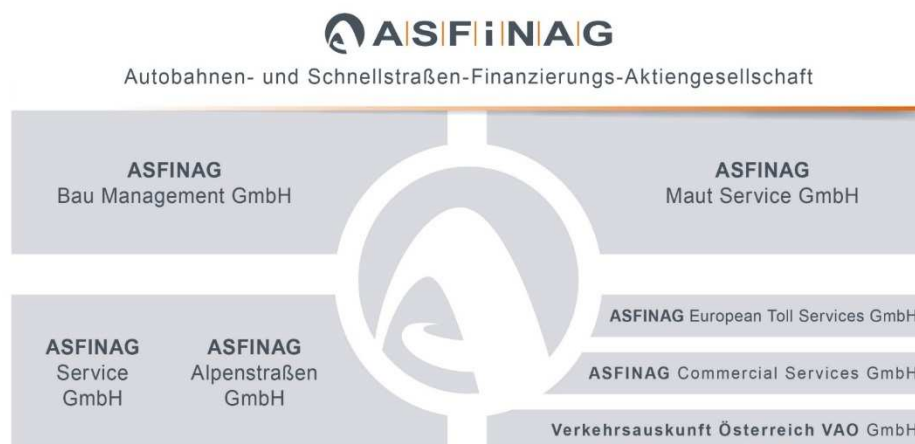 A|S|F|i|N|A|G
Autobahnen- und Schnellstraßen-Finanzierungs-Aktiengesellschaft
ASFINAG
Bau Management GmbH
ASFINAG
Maut Service GmbH
ASFINAG
Service
GmbH
ASFINAG
Alpenstraßen
GmbH
ASFINAG European Toll Services GmbH
ASFINAG Commercial Services GmbH
Verkehrsauskunft Österreich VAO GmbH